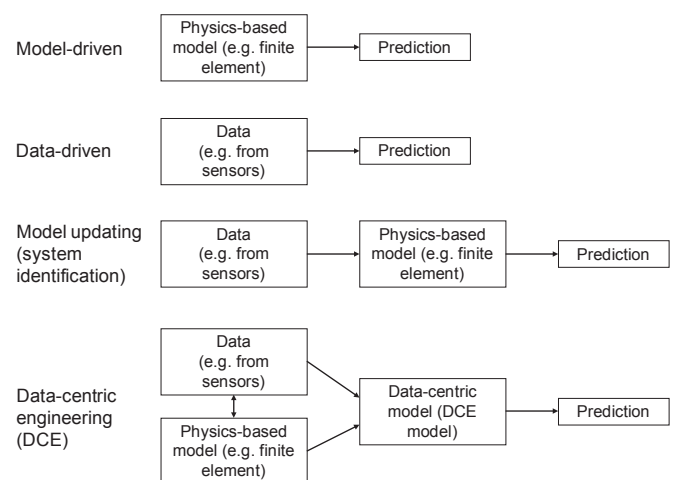 Model-driven
Physics-based
model (e.g. finite
element)
Prediction
Data-driven
Data
(e.g. from
sensors)
Prediction
Model updating
(system
identification)
Data
(e.g. from
sensors)
Physics-based
model (e.g. finite
element)
Prediction
Data-centric
engineering
(DCE)
Data
(e.g. from
sensors)
Physics-based
model (e.g. finite
element)
Data-centric
model (DCE
model)
Prediction